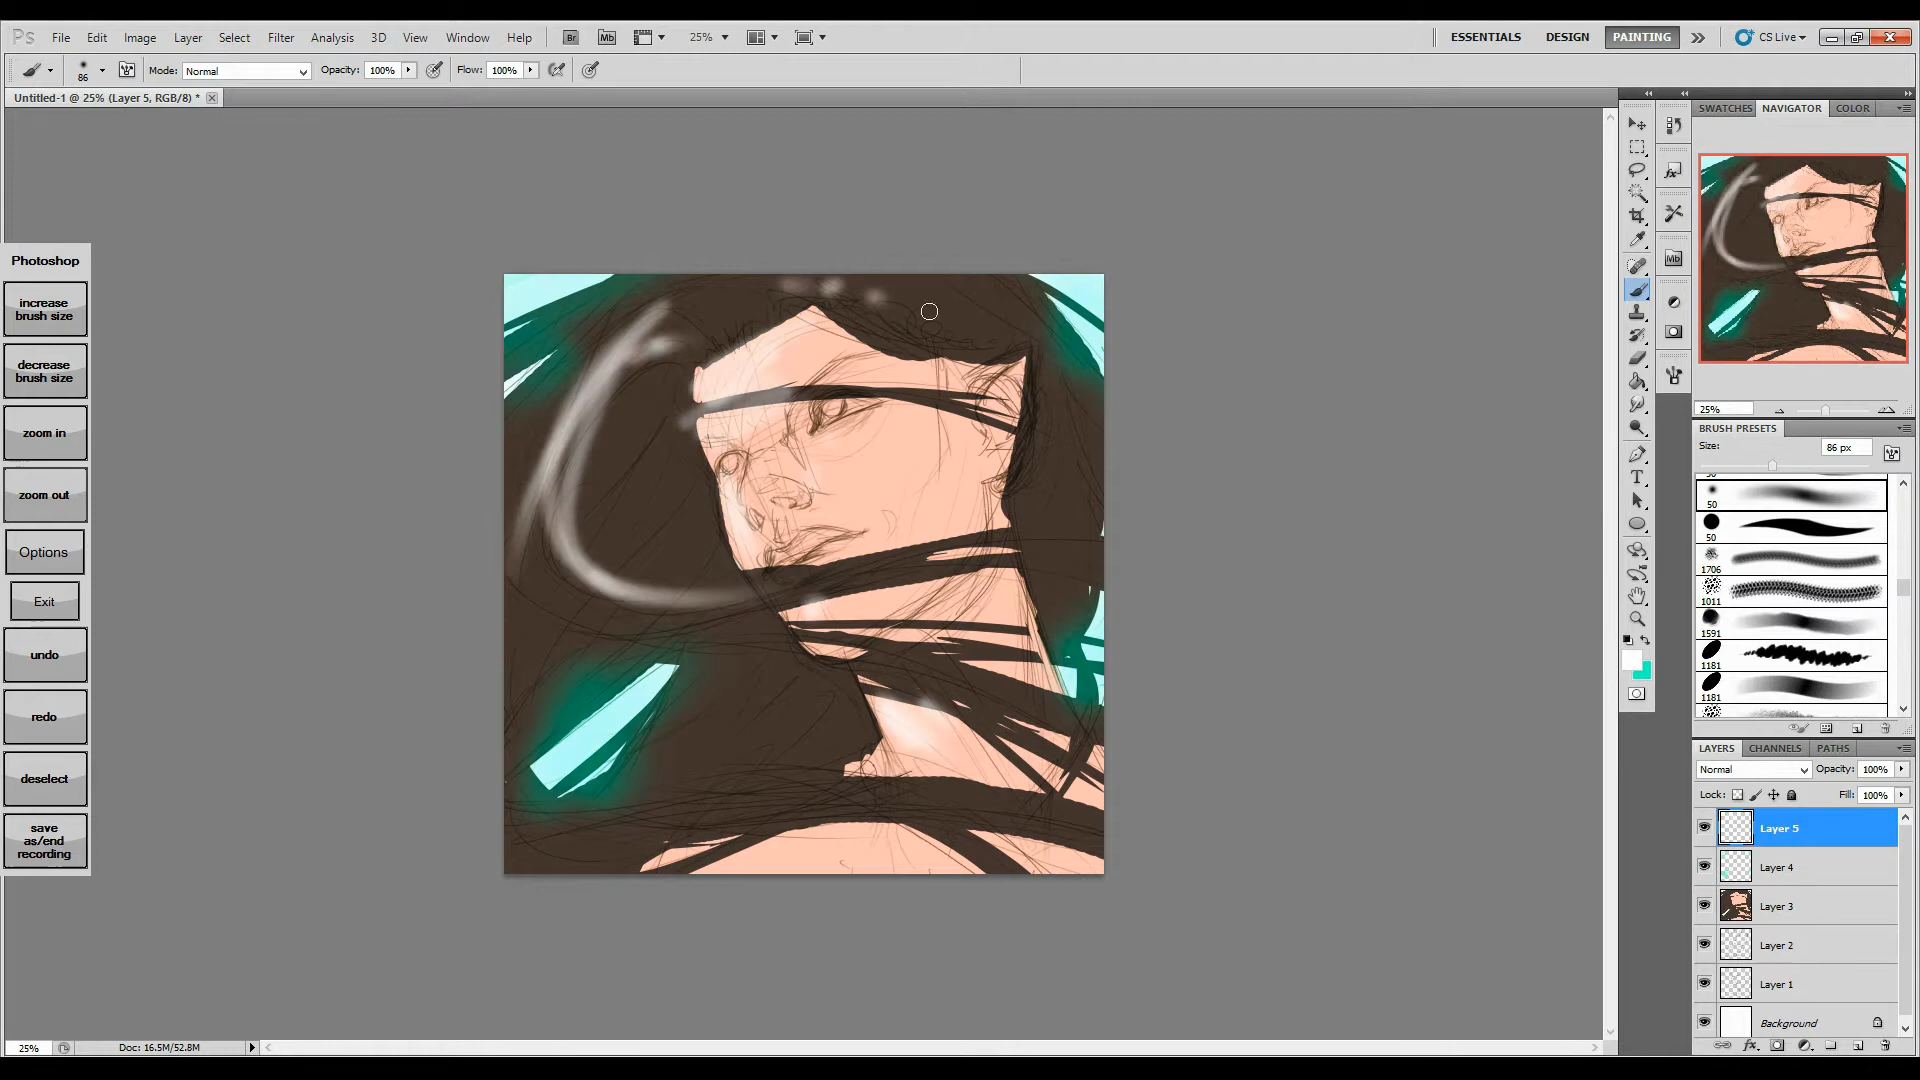 Ps File Edit Image Layer Select Filter Analysis 3D View Window Help Br Mb 25% ESSENTIALS DESIGN PAINTING CS Live
86 Mode: Normal Opacity: 100% Flow: 100%
Untitled-1 @ 25% (Layer 5, RGB/8) *
SWATCHES NAVIGATOR COLOR
Photoshop
increase
brush size
decrease
brush size
zoom in
zoom out
Options
Exit
undo
redo
deselect
save
as/end
recording
Mb
25%
BRUSH PRESETS
Size: 86 px
50
50
1706
1011
1591
1181
1181
LAYERS CHANNELS PATHS
Normal Opacity: 100%
Lock: Fill: 100%
Layer 5
Layer 4
Layer 3
Layer 2
Layer 1
Background
25% Doc: 16.5M/52.8M